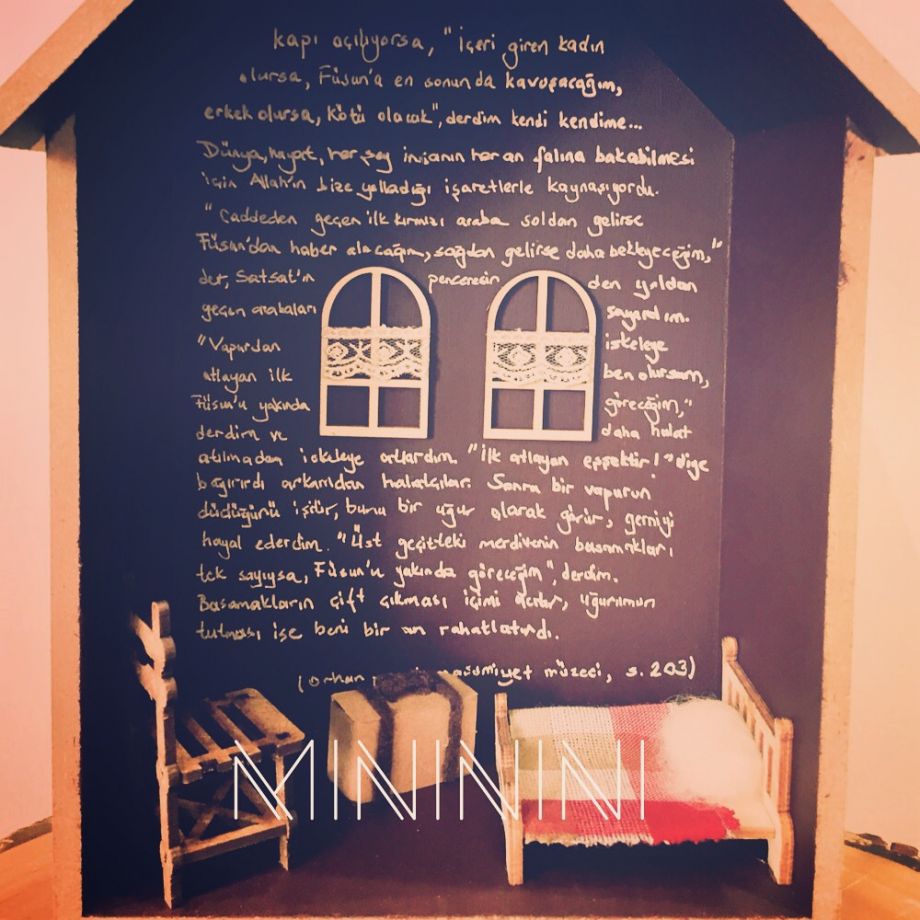 kapı açılıyorsa, "içeri giren kadın
olursa, Füsun'a en sonunda kavuşacağım,
erkek olursa, kötü olacak", derdim kendi kendime...
Dünya, hayat, her şey insanın her an falına bakabilmesi
için Allah'ın bize yolladığı işaretlerle kaynaşıyordu.
"Caddeden geçen ilk kırmızı araba soldan gelirse
Füsun'dan haber alacağım, sağdan gelirse daha bekleyeceğim,"
der, Satsat'ın penceresin den yoldan
geçen arabaları sayardım.
"Vapurdan iskeleye
atlayan ilk ben olursam,
Füsun'u yakında göreceğim,"
derdim ve daha halat
atılmadan iskeleye atlardım. "İlk atlayan eşşektir!" diye
bağırırdı arkamdan halatçılar. Sonra bir vapurun
düdüğünü işitir, bunu bir uğur olarak görür, gemiyi
hayal ederdim. "Üst geçitteki merdivenin basamakları
tek sayıysa, Füsun'u yakında göreceğim", derdim.
Basamakların çift çıkması içimi acıtır, uğurumun
tutması ise beni bir an rahatlatırdı.
(Orhan müzesi, s. 203)
MINININI